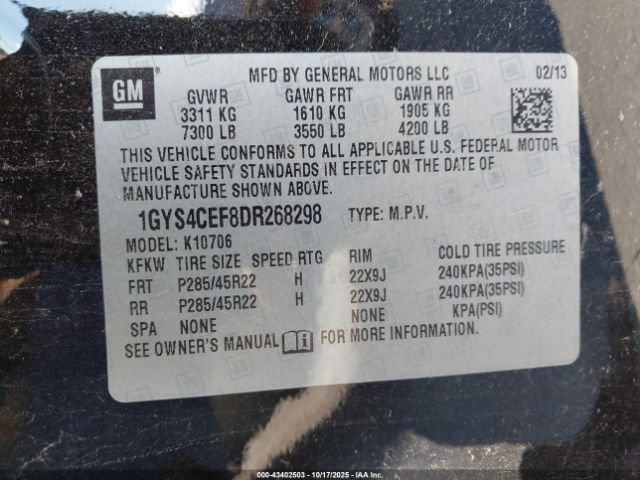 GM
MFD BY GENERAL MOTORS LLC 02/13
GVWR GAWR FRT GAWR RR
3311 KG 1610 KG 1905 KG
7300 LB 3550 LB 4200 LB
THIS VEHICLE CONFORMS TO ALL APPLICABLE U.S. FEDERAL MOTOR
VEHICLE SAFETY STANDARDS IN EFFECT ON THE DATE OF
MANUFACTURE SHOWN ABOVE.
1GYS4CEF8DR268298 TYPE: M.P.V.
MODEL: K10706
KFKW TIRE SIZE SPEED RTG RIM COLD TIRE PRESSURE
FRT P285/45R22 H 22X9J 240KPA(35PSI)
RR P285/45R22 H 22X9J 240KPA(35PSI)
SPA NONE NONE KPA(PSI)
SEE OWNER'S MANUAL i FOR MORE INFORMATION.
000-43402503 - 10/17/2025 - www.iaai.com